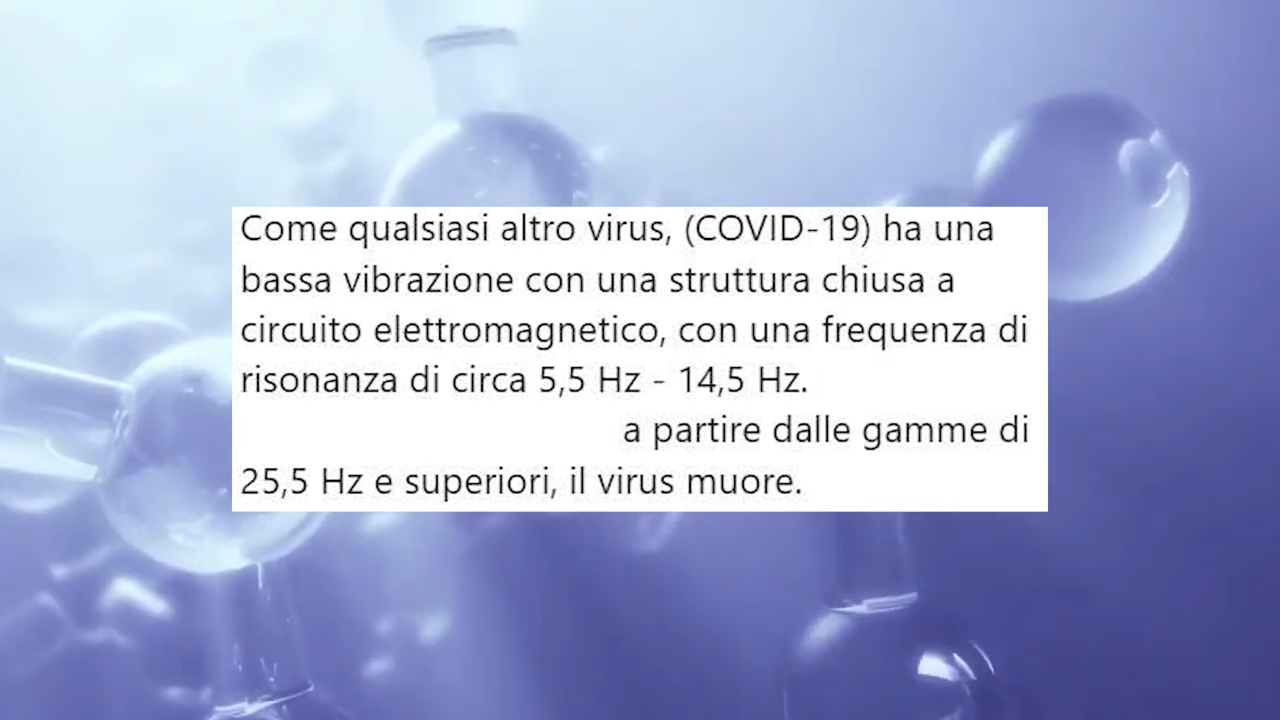 Come qualsiasi altro virus, (COVID-19) ha una
bassa vibrazione con una struttura chiusa a
circuito elettromagnetico, con una frequenza di
risonanza di circa 5,5 Hz - 14,5 Hz.
a partire dalle gamme di
25,5 Hz e superiori, il virus muore.